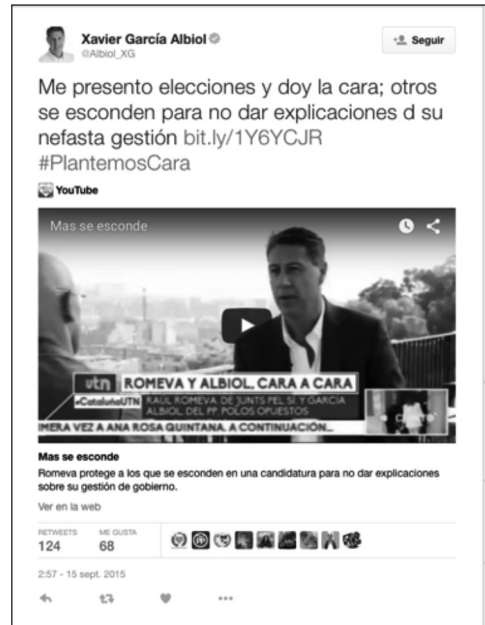 Xavier García Albiol
@Albiol_XG
Seguir
Me presento elecciones y doy la cara; otros
se esconden para no dar explicaciones d su
nefasta gestión bit.ly/1Y6YCJR
#PlantemosCara
YouTube
Mas se esconde
utn ROMEVA Y ALBIOL, CARA A CARA
#CataluñaUTN RAÜL ROMEVA DE JUNTS PEL SÍ Y GARCÍA
ALBIOL, DEL PP POLOS OPUESTOS
IMERA VEZ A ANA ROSA QUINTANA. A CONTINUACIÓN...
Mas se esconde
Romeva protege a los que se esconden en una candidatura para no dar explicaciones
sobre su gestión de gobierno.
Ver en la web
RETWEETS ME GUSTA
124 68
2:57 - 15 sept. 2015